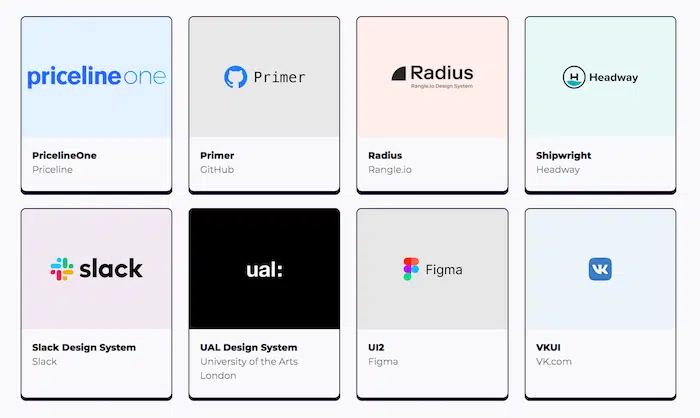 pricelineone
Primer
Radius
Rangle.io Design System
H Headway
PricelineOne
Priceline
Primer
GitHub
Radius
Rangle.io
Shipwright
Headway
slack
ual:
Figma
VK
Slack Design System
Slack
UAL Design System
University of the Arts
London
UI2
Figma
VKUI
VK.com